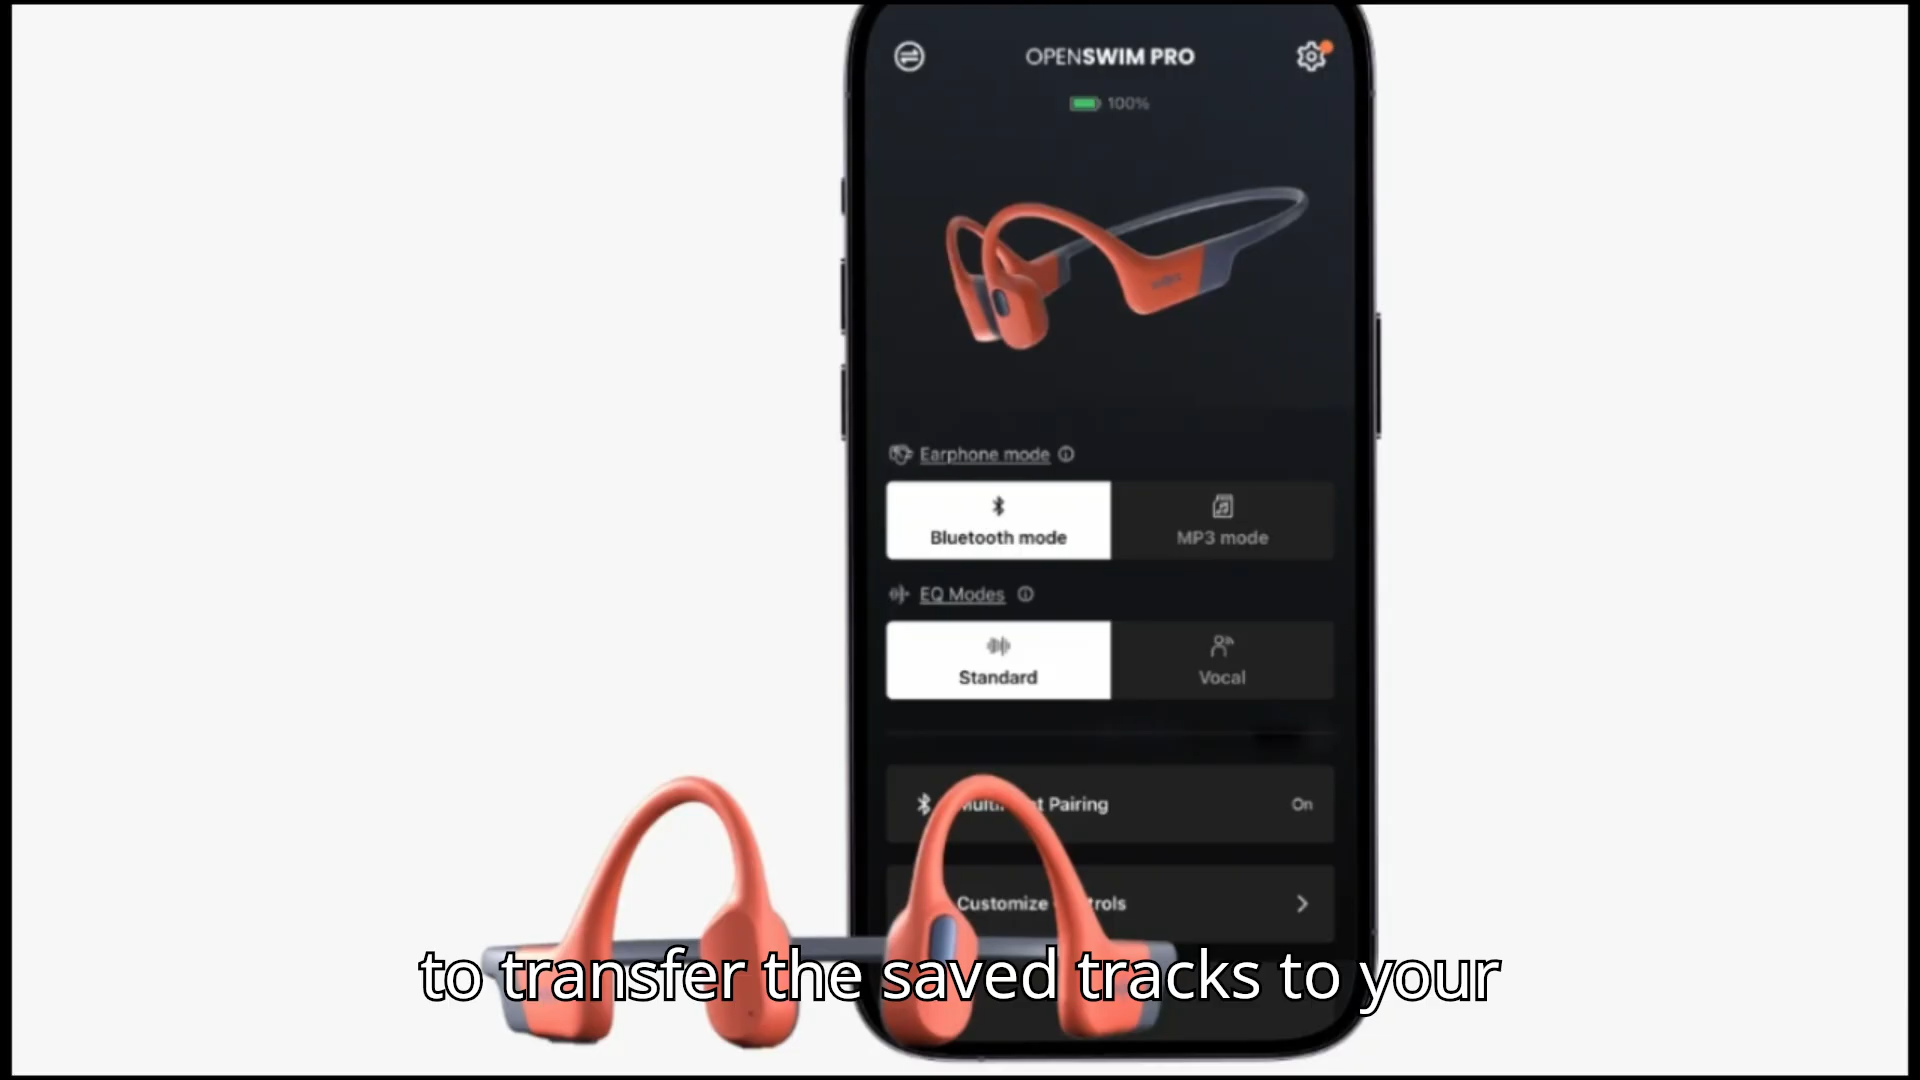 OPENSWIM PRO
100%
Earphone mode
Bluetooth mode
MP3 mode
EQ Modes
Standard
Vocal
Pairing
On
Customize
to transfer the saved tracks to your